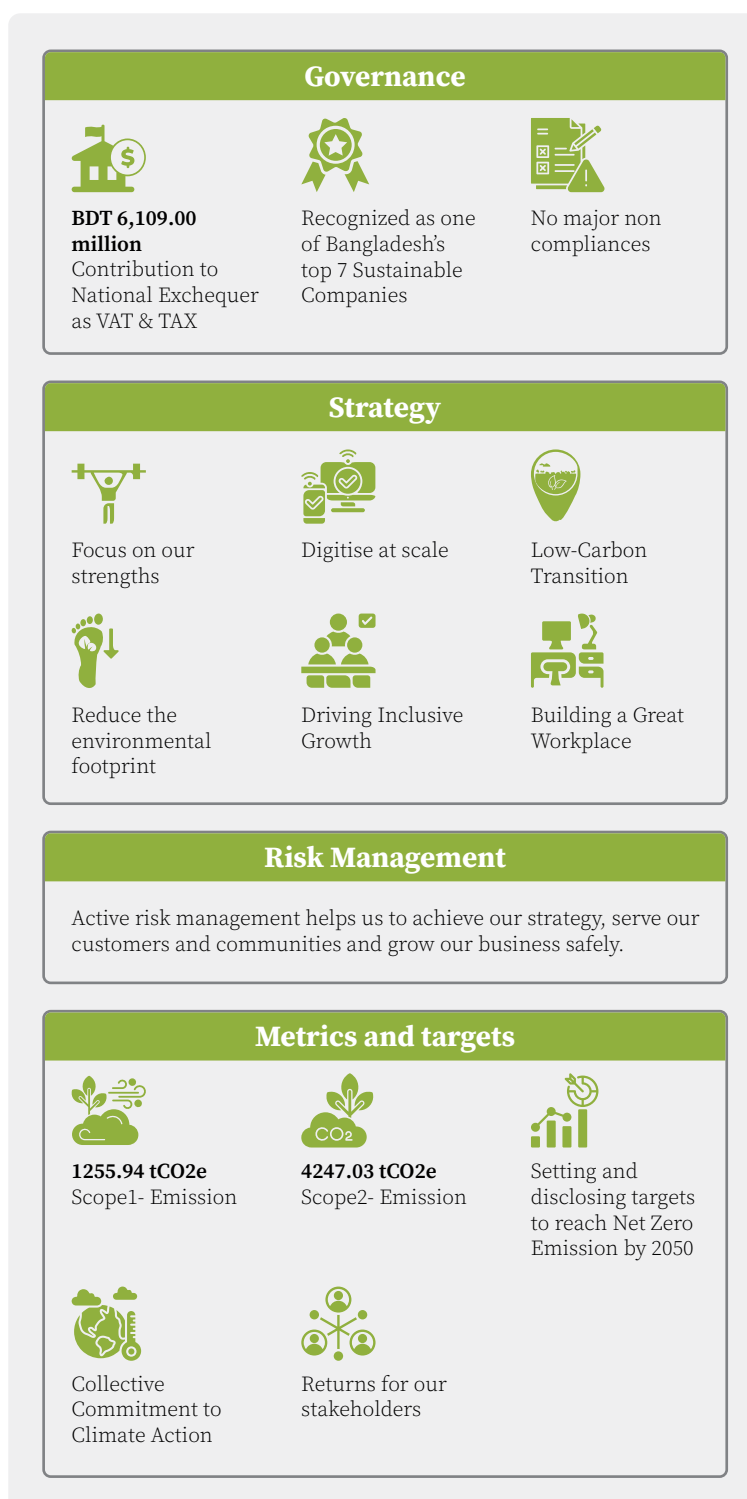 Governance
$
BDT 6,109.00
million
Contribution to
National Exchequer
as VAT & TAX
Recognized as one
of Bangladesh's
top 7 Sustainable
Companies
No major non
compliances
Strategy
Focus on our
strengths
Digitise at scale
Low-Carbon
Transition
Reduce the
environmental
footprint
Driving Inclusive
Growth
Building a Great
Workplace
Risk Management
Active risk management helps us to achieve our strategy, serve our
customers and communities and grow our business safely.
Metrics and targets
1255.94 tCO2e
Scope1- Emission
CO2
4247.03 tCO2e
Scope2- Emission
Setting and
disclosing targets
to reach Net Zero
Emission by 2050
Collective
Commitment to
Climate Action
Returns for our
stakeholders